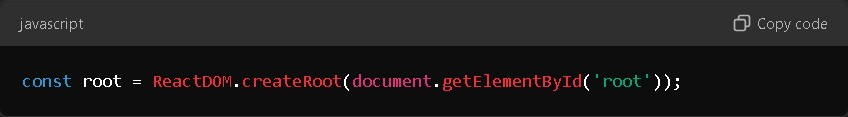 javascript
Copy code
const root = ReactDOM.createRoot(document.getElementById('root'));